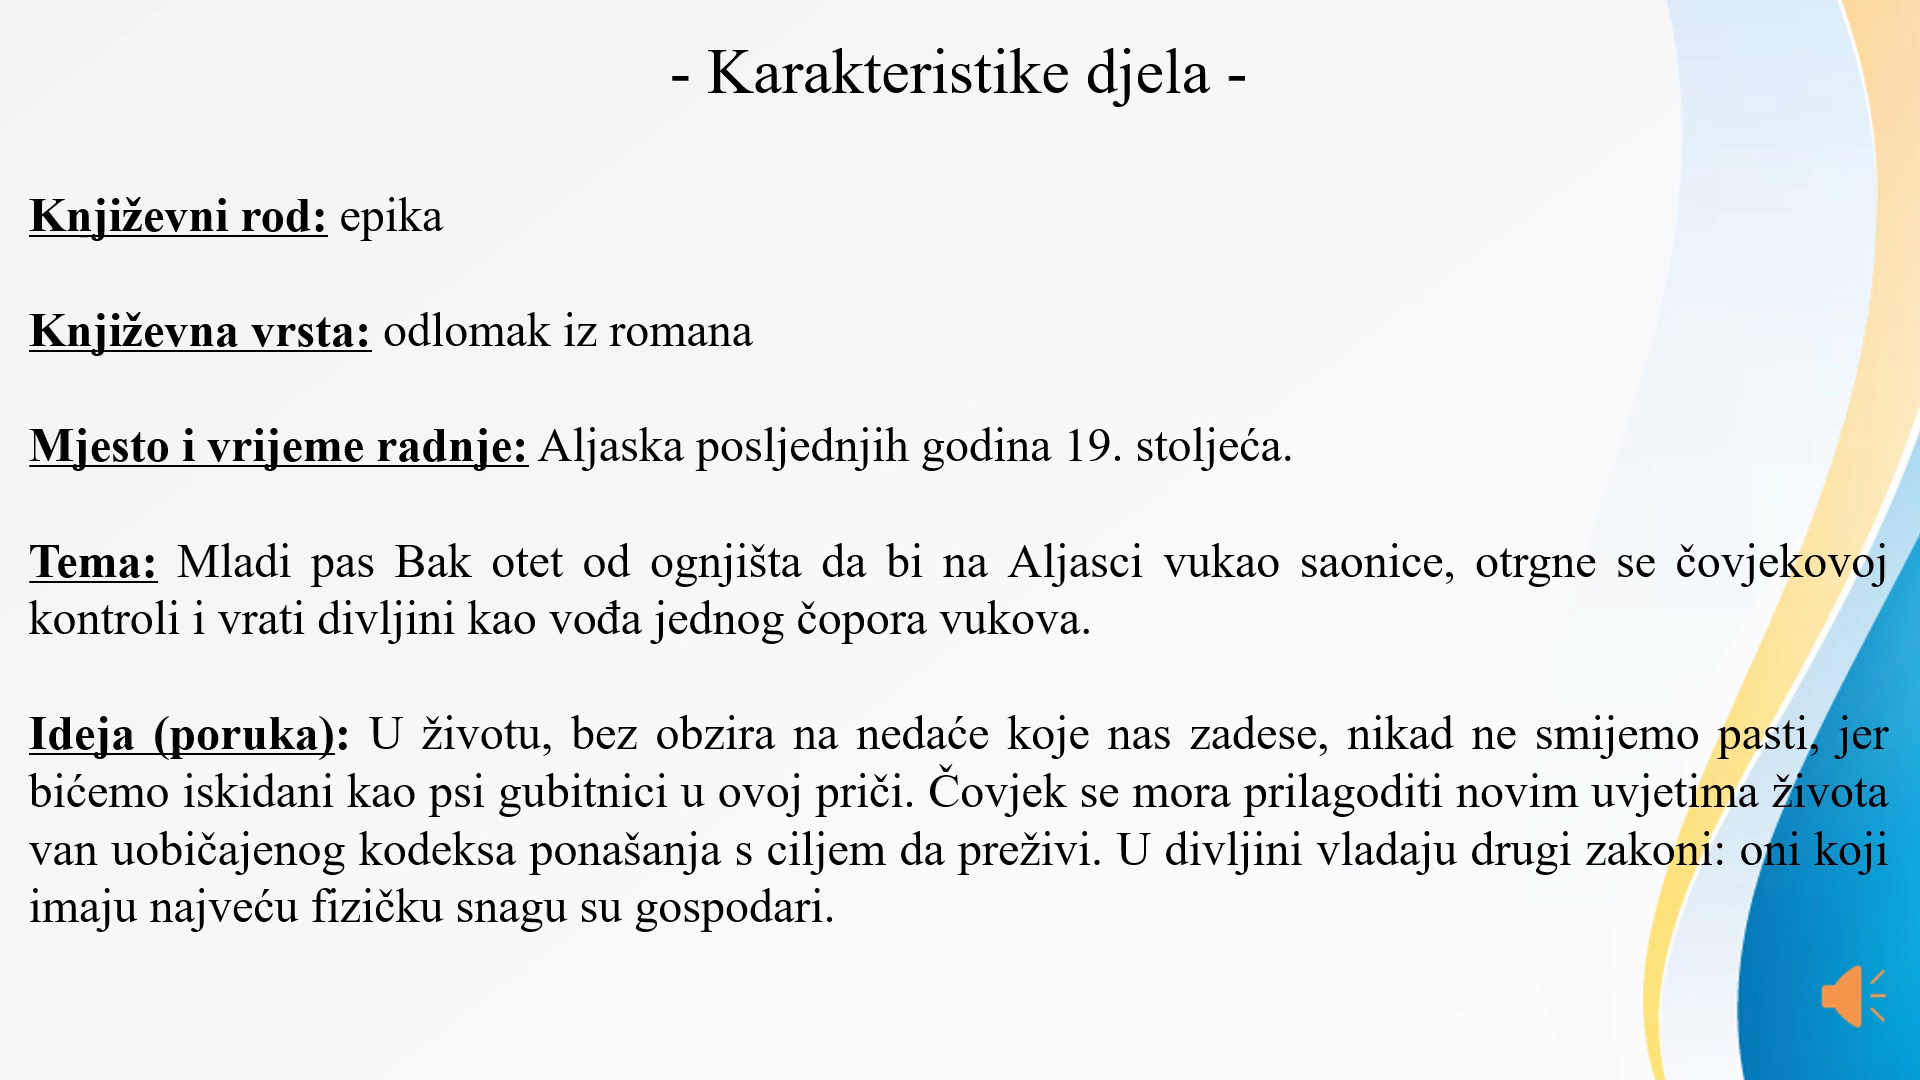 - Karakteristike djela -
Književni rod: epika
Književna vrsta: odlomak iz romana
Mjesto i vrijeme radnje: Aljaska posljednjih godina 19. stoljeća.
Tema: Mladi pas Bak otet od ognjišta da bi na Aljasci vukao saonice, otrgne se čovjekovoj
kontroli i vrati divljini kao vođa jednog čopora vukova.
Ideja (poruka): U životu, bez obzira na nedaće koje nas zadese, nikad ne smijemo pasti, jer
bićemo iskidani kao psi gubitnici u ovoj priči. Čovjek se mora prilagoditi novim uvjetima života
van uobičajenog kodeksa ponašanja s ciljem da preživi. U divljini vladaju drugi zakoni: oni koji
imaju najveću fizičku snagu su gospodari.